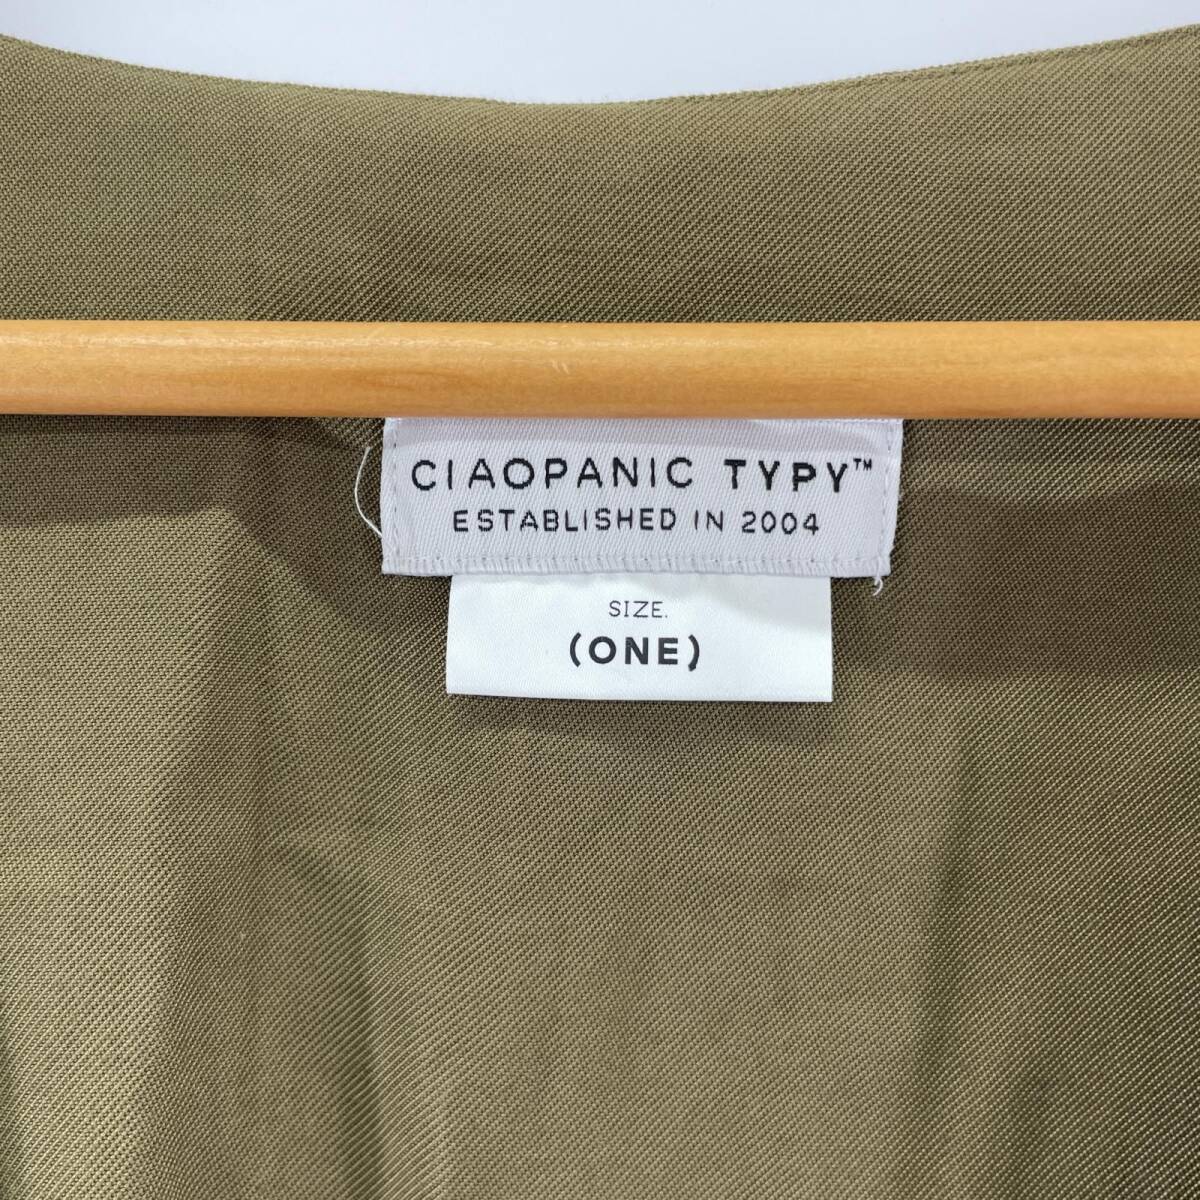 CIAOPANIC TYPY™
ESTABLISHED IN 2004
SIZE.
(ONE)